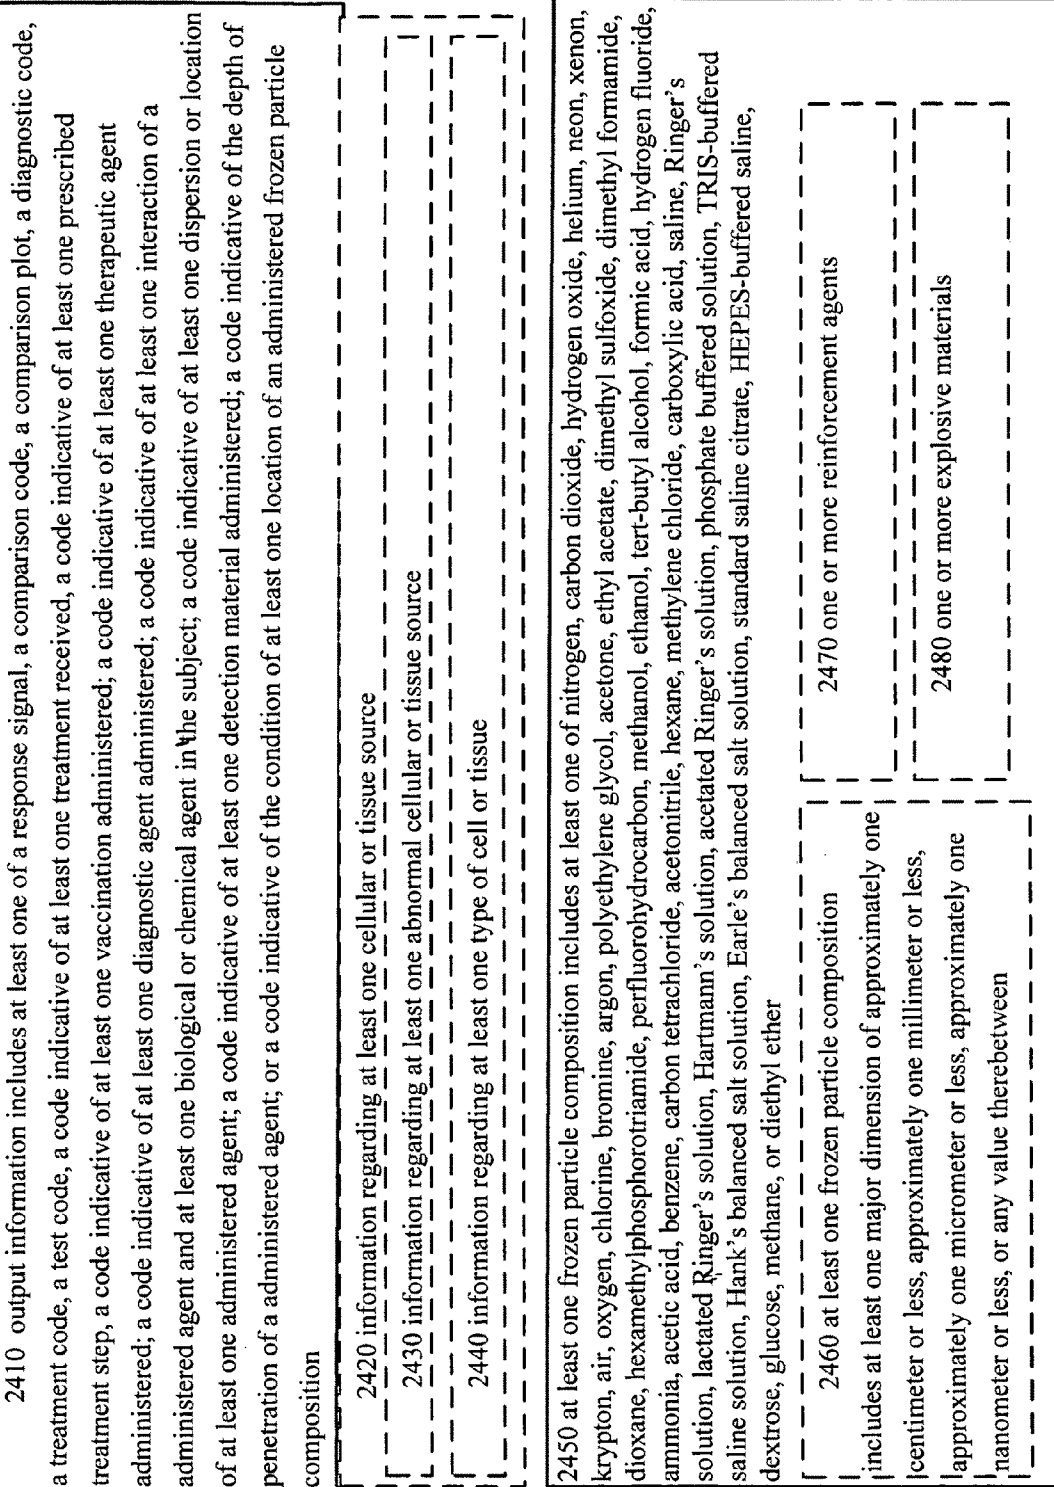 2410 output information includes at least one of a response signal, a comparison code, a comparison plot, a diagnostic code,
a treatment code, a test code, a code indicative of at least one treatment received, a code indicative of at least one prescribed
treatment step, a code indicative of at least one vaccination administered; a code indicative of at least one therapeutic agent
administered; a code indicative of at least one diagnostic agent administered; a code indicative of at least one interaction of a
administered agent and at least one biological or chemical agent in the subject; a code indicative of at least one dispersion or location
of at least one administered agent; a code indicative of at least one detection material administered; a code indicative of the depth of
penetration of a administered agent; or a code indicative of the condition of at least one location of an administered frozen particle
composition
2420 information regarding at least one cellular or tissue source
2430 information regarding at least one abnormal cellular or tissue source
2440 information regarding at least one type of cell or tissue
2450 at least one frozen particle composition includes at least one of nitrogen, carbon dioxide, hydrogen oxide, helium, neon, xenon,
krypton, air, oxygen, chlorine, bromine, argon, polyethylene glycol, acetone, ethyl acetate, dimethyl sulfoxide, dimethyl formamide,
dioxane, hexamethylphosphorotriamide, perfluorohydrocarbon, methanol, ethanol, tert-butyl alcohol, formic acid, hydrogen fluoride,
ammonia, acetic acid, benzene, carbon tetrachloride, acetonitrile, hexane, methylene chloride, carboxylic acid, saline, Ringer's
solution, lactated Ringer's solution, Hartmann's solution, acetated Ringer's solution, phosphate buffered solution, TRIS-buffered
saline solution, Hank's balanced salt solution, Earle's balanced salt solution, standard saline citrate, HEPES-buffered saline,
dextrose, glucose, methane, or diethyl ether
2460 at least one frozen particle composition
includes at least one major dimension of approximately one
centimeter or less, approximately one millimeter or less,
approximately one micrometer or less, approximately one
nanometer or less, or any value therebetween
2470 one or more reinforcement agents
2480 one or more explosive materials